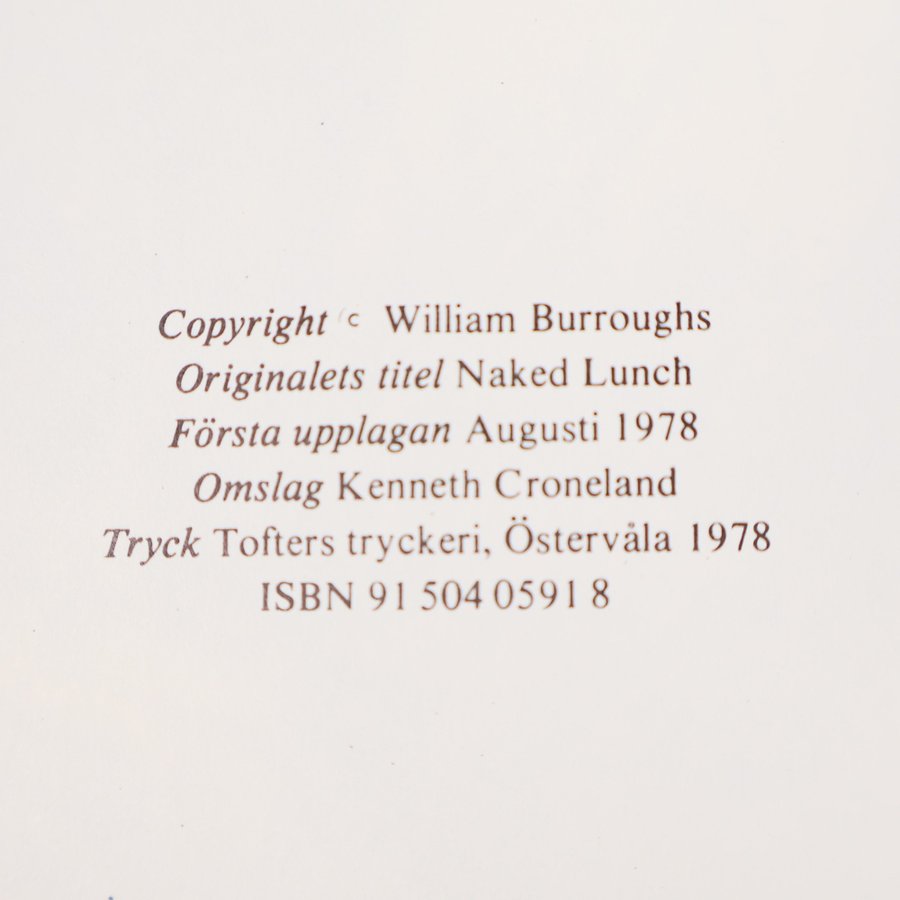 Copyright © William Burroughs
Originalets titel Naked Lunch
Första upplagan Augusti 1978
Omslag Kenneth Croneland
Tryck Tofters tryckeri, Östervåla 1978
ISBN 91 504 0591 8